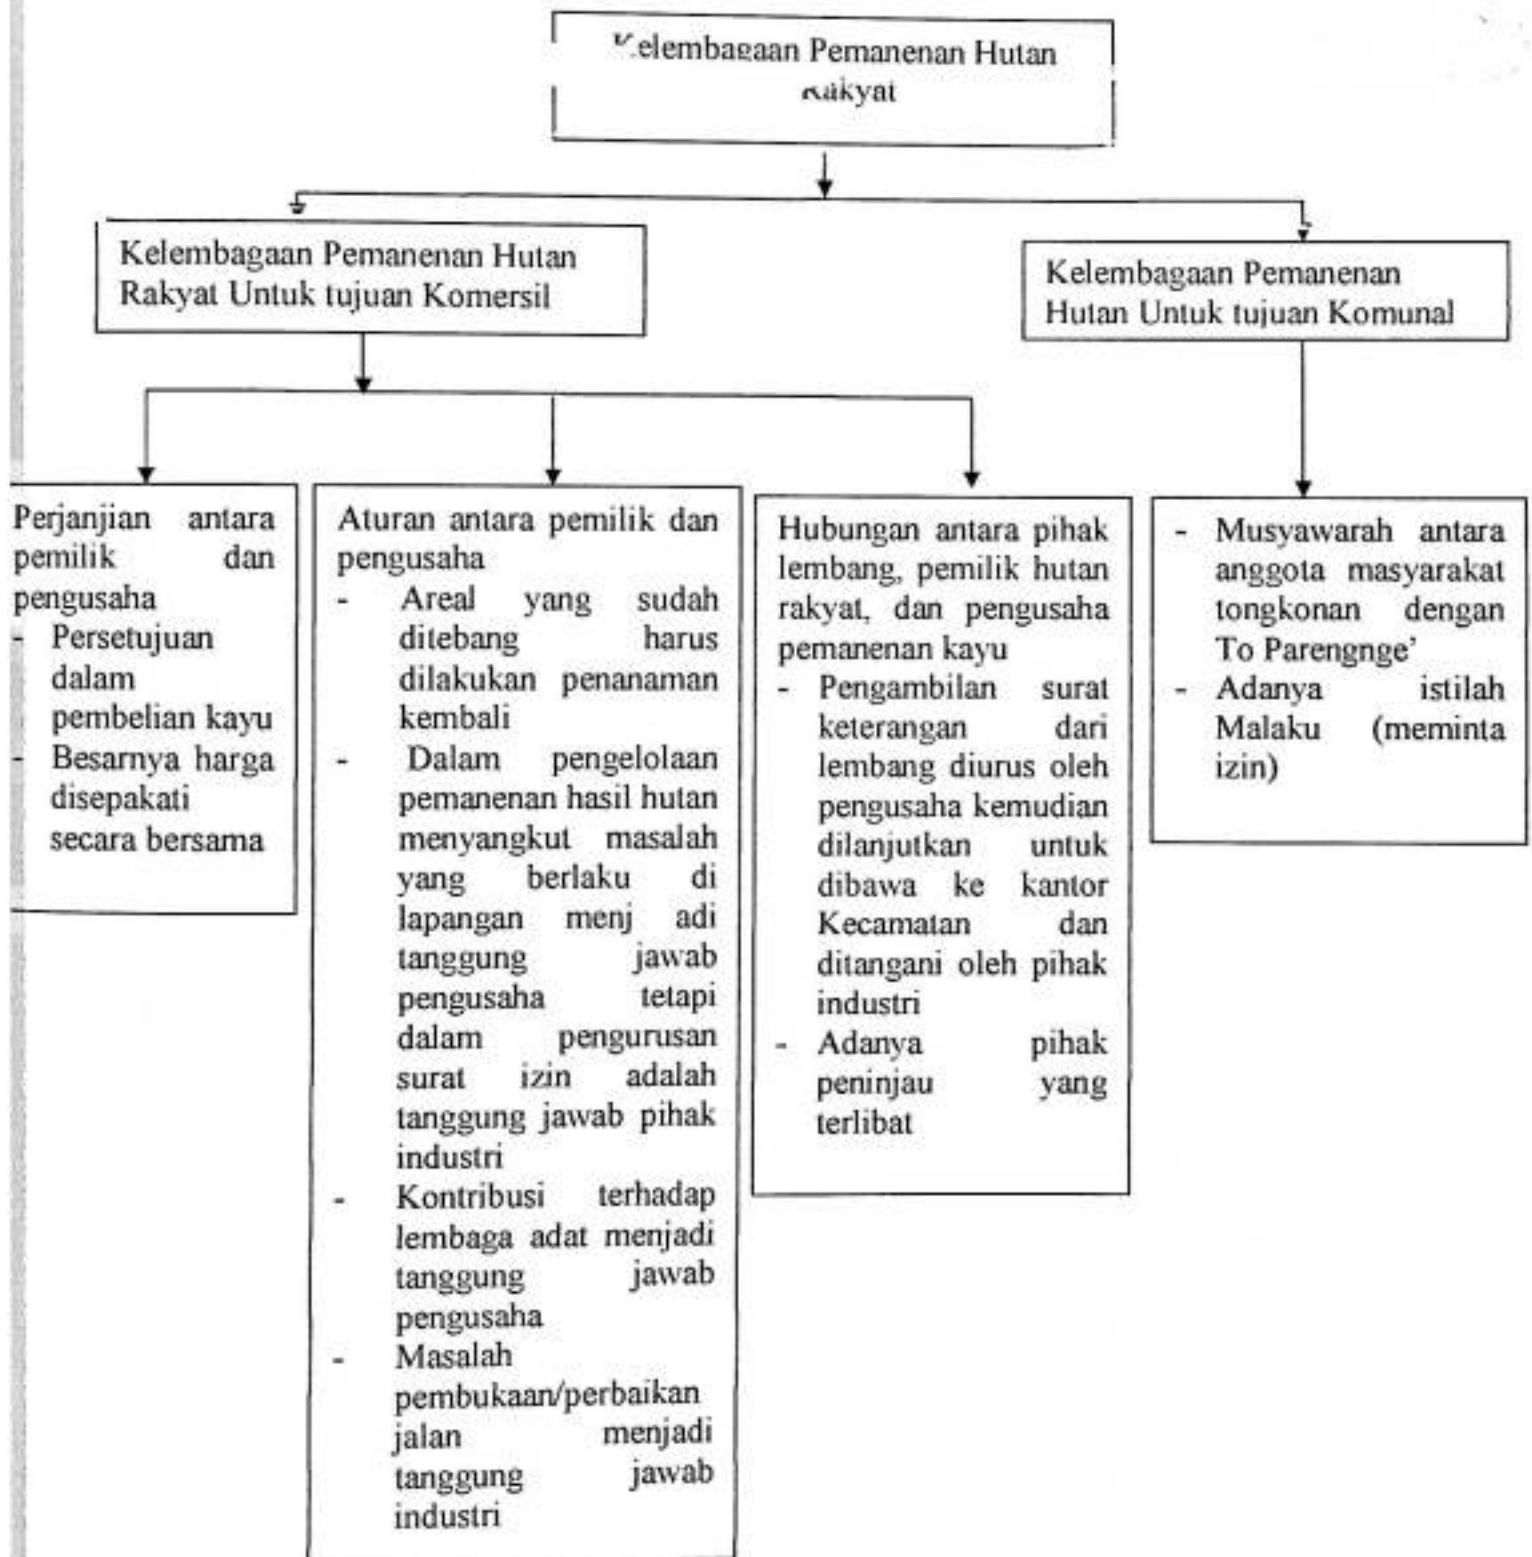 Kelembagaan Pemanenan Hutan
Rakyat
Kelembagaan Pemanenan Hutan
Rakyat Untuk tujuan Komersil
Kelembagaan Pemanenan
Hutan Untuk tujuan Komunal
Perjanjian antara
pemilik dan
pengusaha
- Persetujuan
dalam
pembelian kayu
- Besarnya harga
disepakati
secara bersama
Aturan antara pemilik dan
pengusaha
- Areal yang sudah
ditebang harus
dilakukan penanaman
kembali
- Dalam pengelolaan
pemanenan hasil hutan
menyangkut masalah
yang berlaku di
lapangan menj adi
tanggung jawab
pengusaha tetapi
dalam pengurusan
surat izin adalah
tanggung jawab pihak
industri
- Kontribusi terhadap
lembaga adat menjadi
tanggung jawab
pengusaha
- Masalah
pembukaan/perbaikan
jalan menjadi
tanggung jawab
industri
Hubungan antara pihak
lembang, pemilik hutan
rakyat, dan pengusaha
pemanenan kayu
- Pengambilan surat
keterangan dari
lembang diurus oleh
pengusaha kemudian
dilanjutkan untuk
dibawa ke kantor
Kecamatan dan
ditangani oleh pihak
industri
- Adanya pihak
peninjau yang
terlibat
- Musyawarah antara
anggota masyarakat
tongkonan dengan
To Parengnge'
- Adanya istilah
Malaku (meminta
izin)